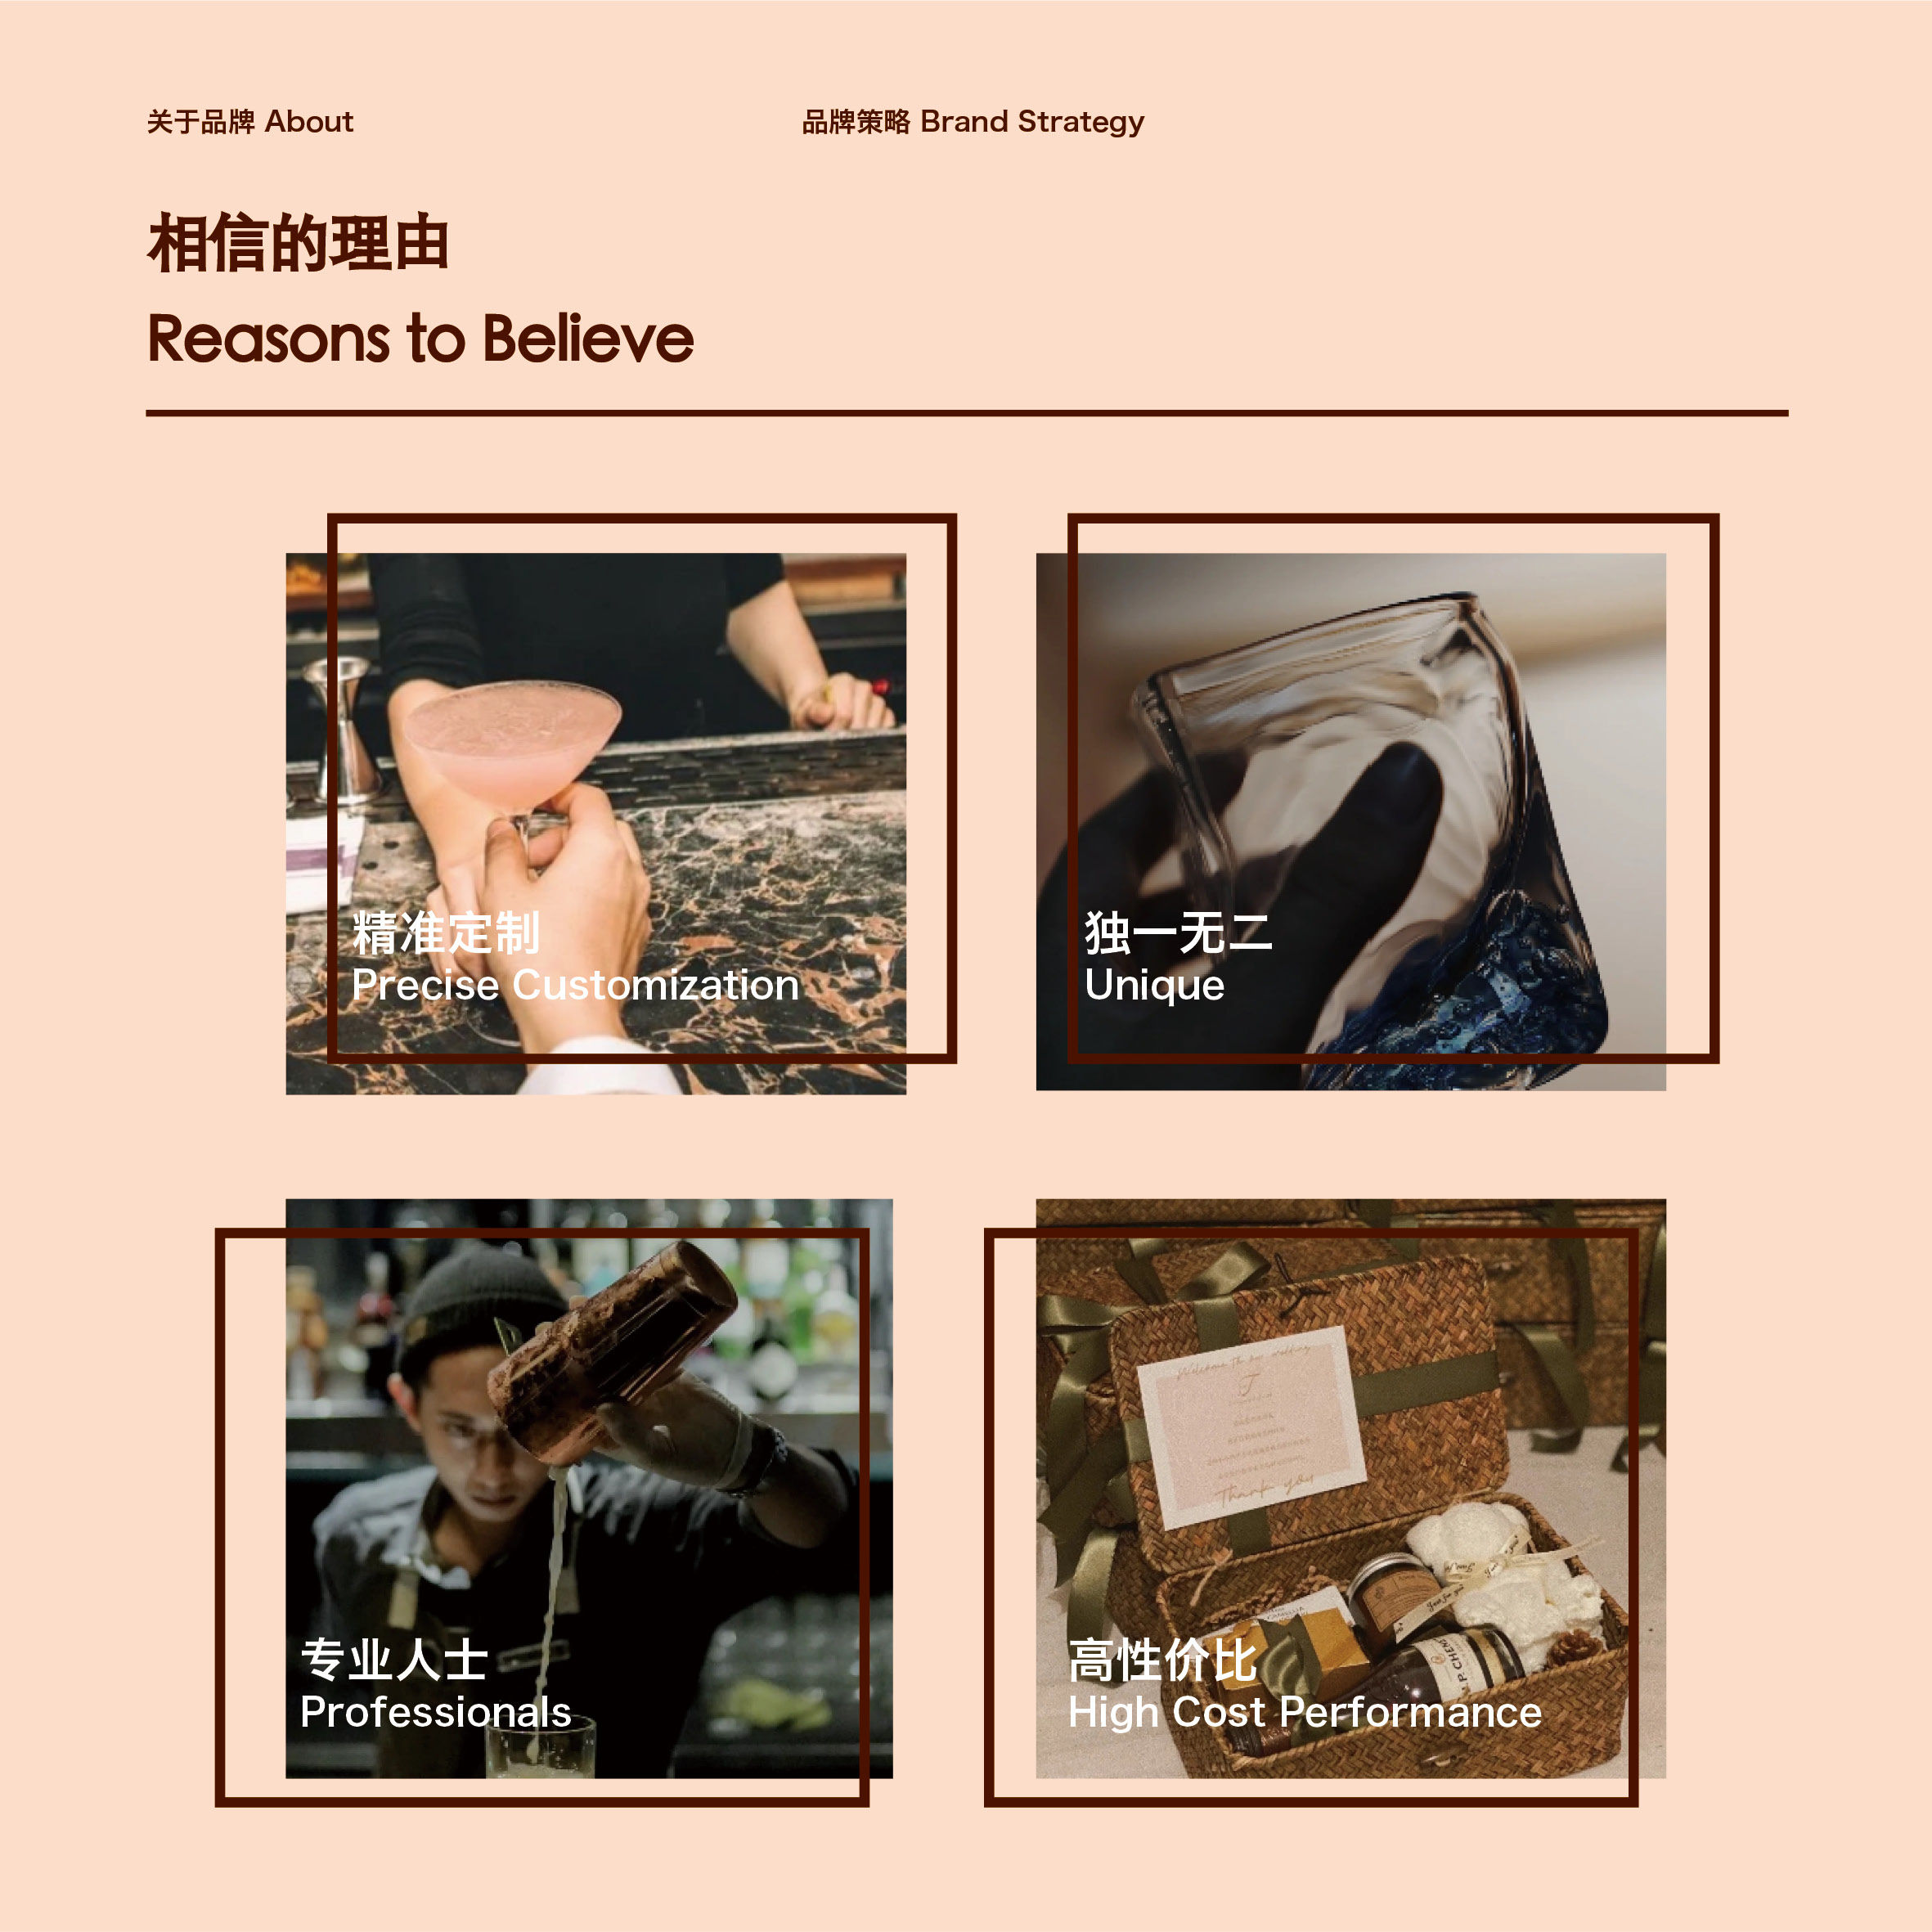 关于品牌 About
品牌策略 Brand Strategy
相信的理由
Reasons to Believe
精准定制
Precise Customization
独一无二
Unique
专业人士
Professionals
Thank you
高性价比
High Cost Performance